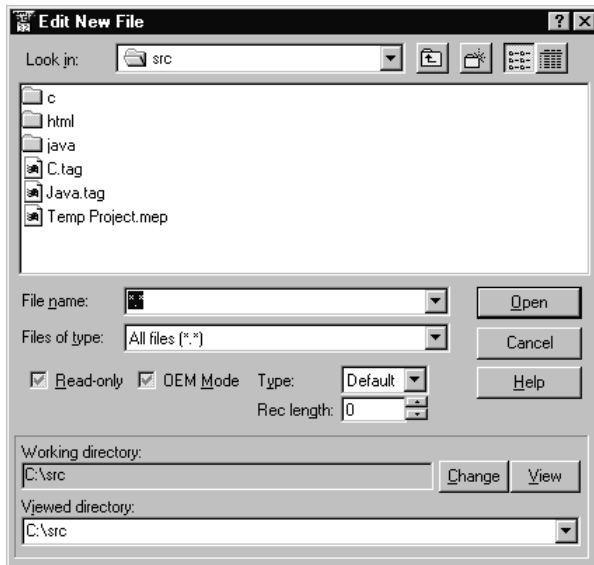 Edit New File
Look in: src
c
html
java
C.tag
Java.tag
Temp Project.mep
File name: *.* Open
Files of type: All files (*.*) Cancel
Read-only OEM Mode Type: Default Help
Rec length: 0
Working directory:
C:\src Change View
Viewed directory:
C:\src